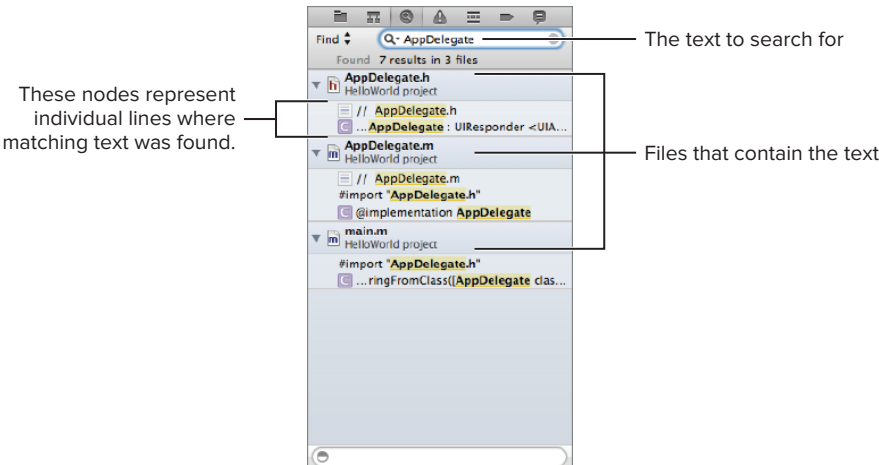 Find AppDelegate
The text to search for
Found 7 results in 3 files
AppDelegate.h
HelloWorld project
These nodes represent
individual lines where
matching text was found.
// AppDelegate.h
...AppDelegate : UIResponder <UIA...
AppDelegate.m
HelloWorld project
Files that contain the text
// AppDelegate.m
#import "AppDelegate.h"
@implementation AppDelegate
main.m
HelloWorld project
#import "AppDelegate.h"
...ringFromClass([AppDelegate clas...